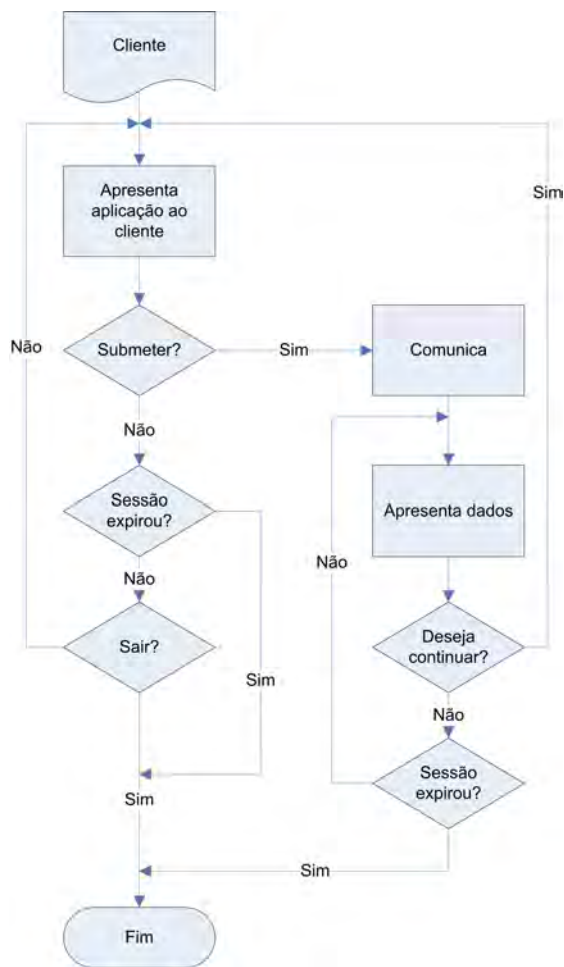 Cliente
Apresenta
aplicação ao
cliente
Sim
Não
Submeter?
Sim
Comunica
Não
Sessão
expirou?
Apresenta dados
Não
Não
Sair?
Deseja
continuar?
Sim
Não
Sessão
expirou?
Sim
Sim
Fim